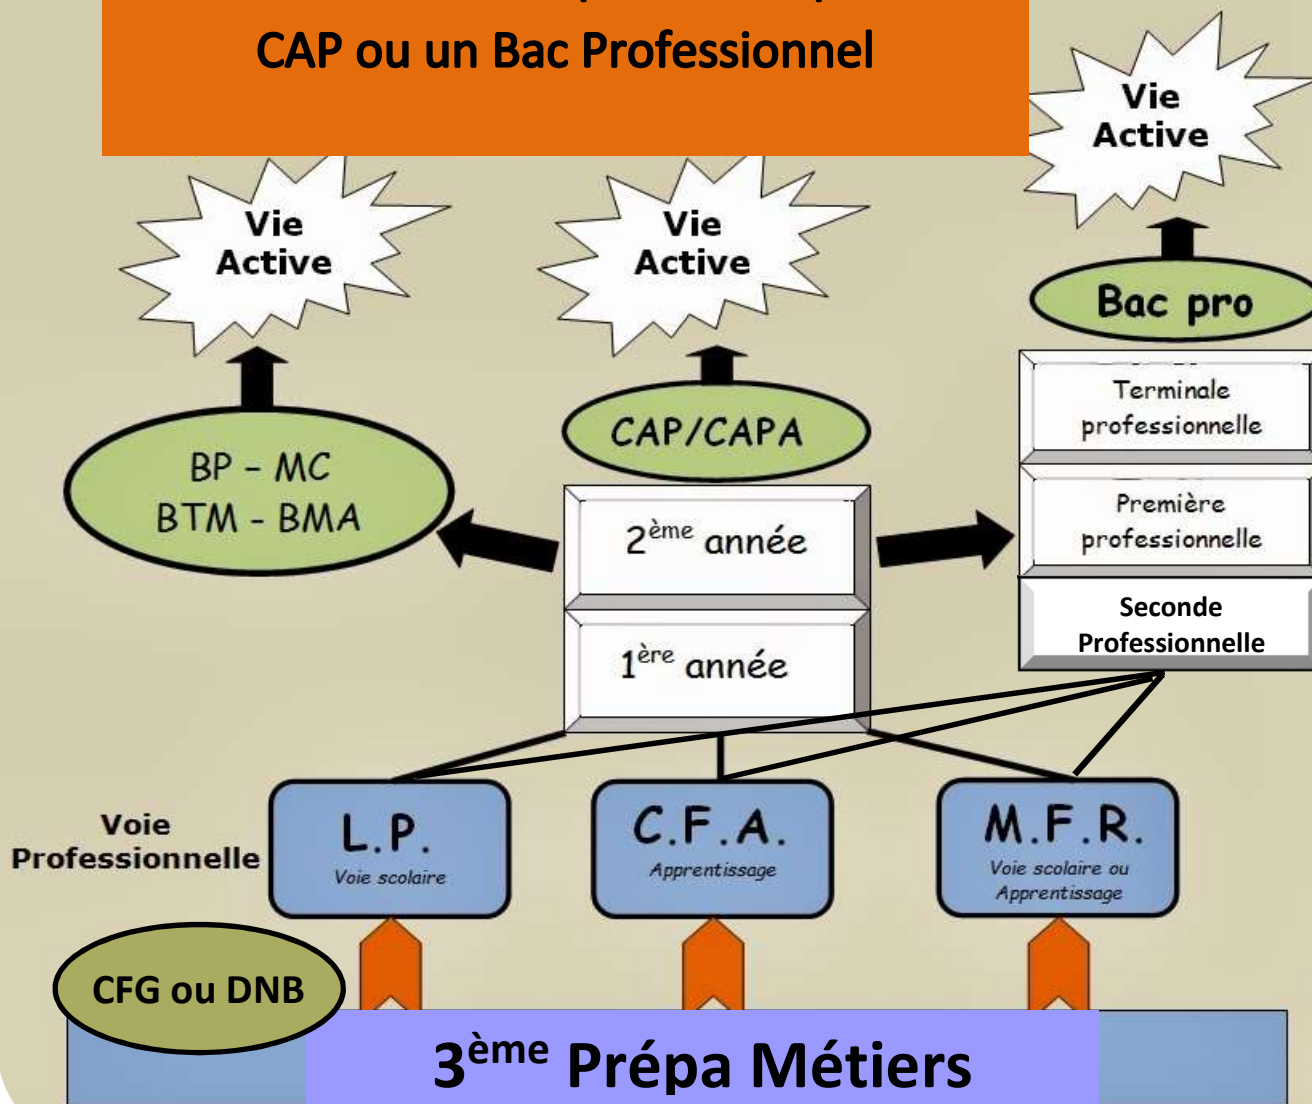 CAP ou un Bac Professionnel
Vie
Active
Vie
Active
Vie
Active
Bac pro
Terminale
professionnelle
CAP/CAPA
BP – MC
BTM - BMA
Première
professionnelle
2ème année
Seconde
Professionnelle
1ère année
Voie
Professionnelle
L.P.
Voie scolaire
C.F.A.
Apprentissage
M.F.R.
Voie scolaire ou
Apprentissage
CFG ou DNB
3ème Prépa Métiers